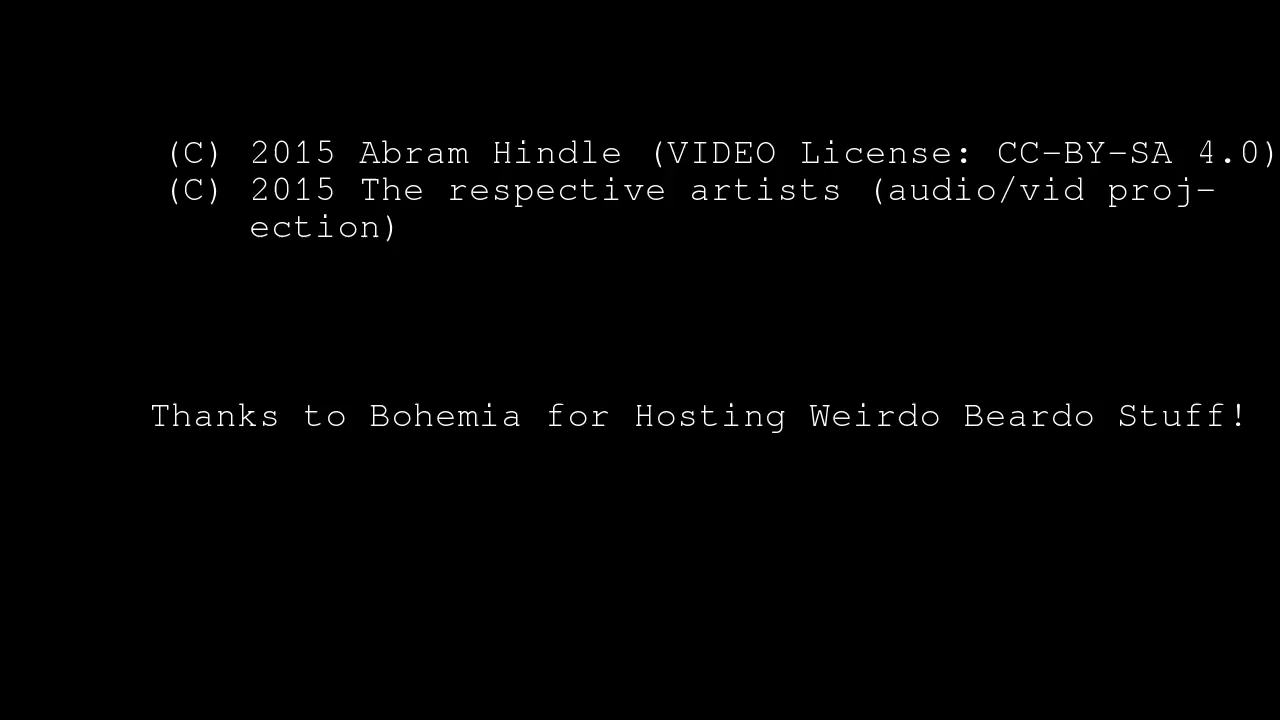 (C) 2015 Abram Hindle (VIDEO License: CC-BY-SA 4.0)
(C) 2015 The respective artists (audio/vid proj-
ection)
Thanks to Bohemia for Hosting Weirdo Beardo Stuff!